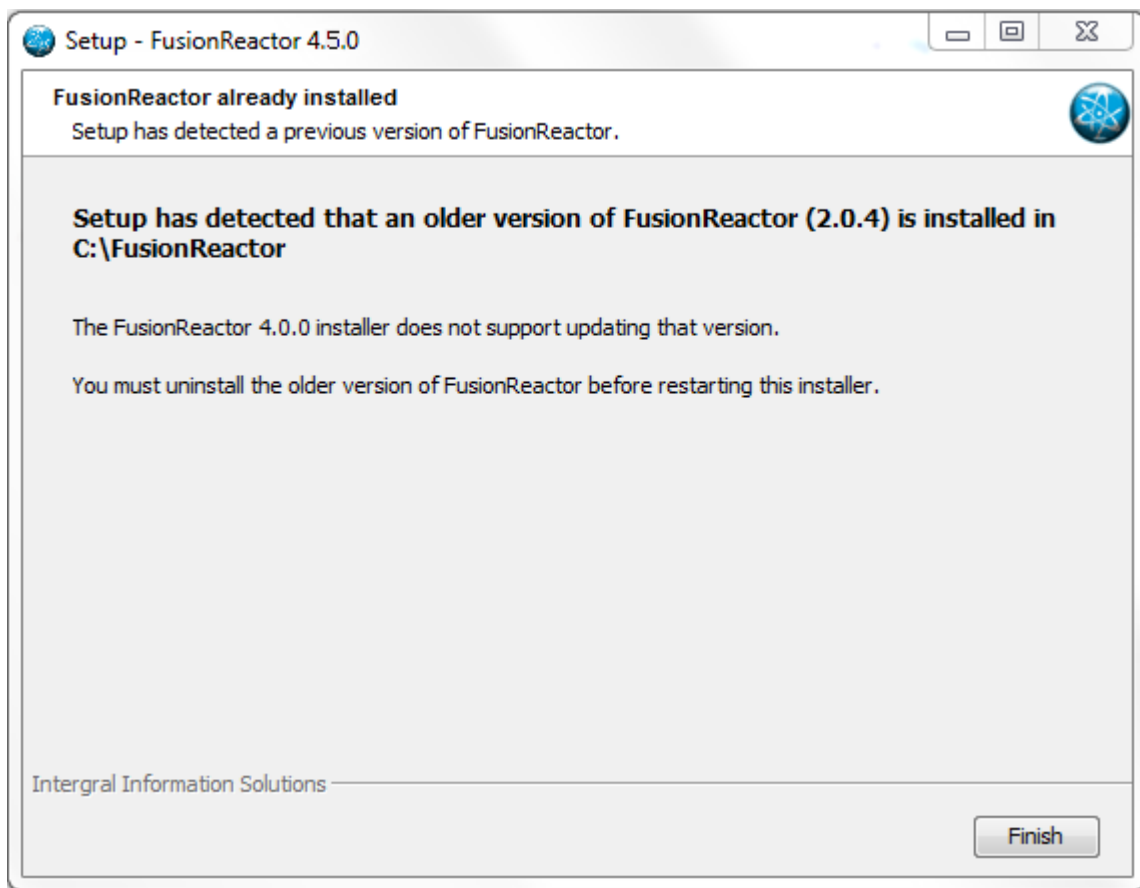 Setup - FusionReactor 4.5.0
FusionReactor already installed
Setup has detected a previous version of FusionReactor.
Setup has detected that an older version of FusionReactor (2.0.4) is installed in
C:\FusionReactor
The FusionReactor 4.0.0 installer does not support updating that version.
You must uninstall the older version of FusionReactor before restarting this installer.
Intergral Information Solutions
Finish